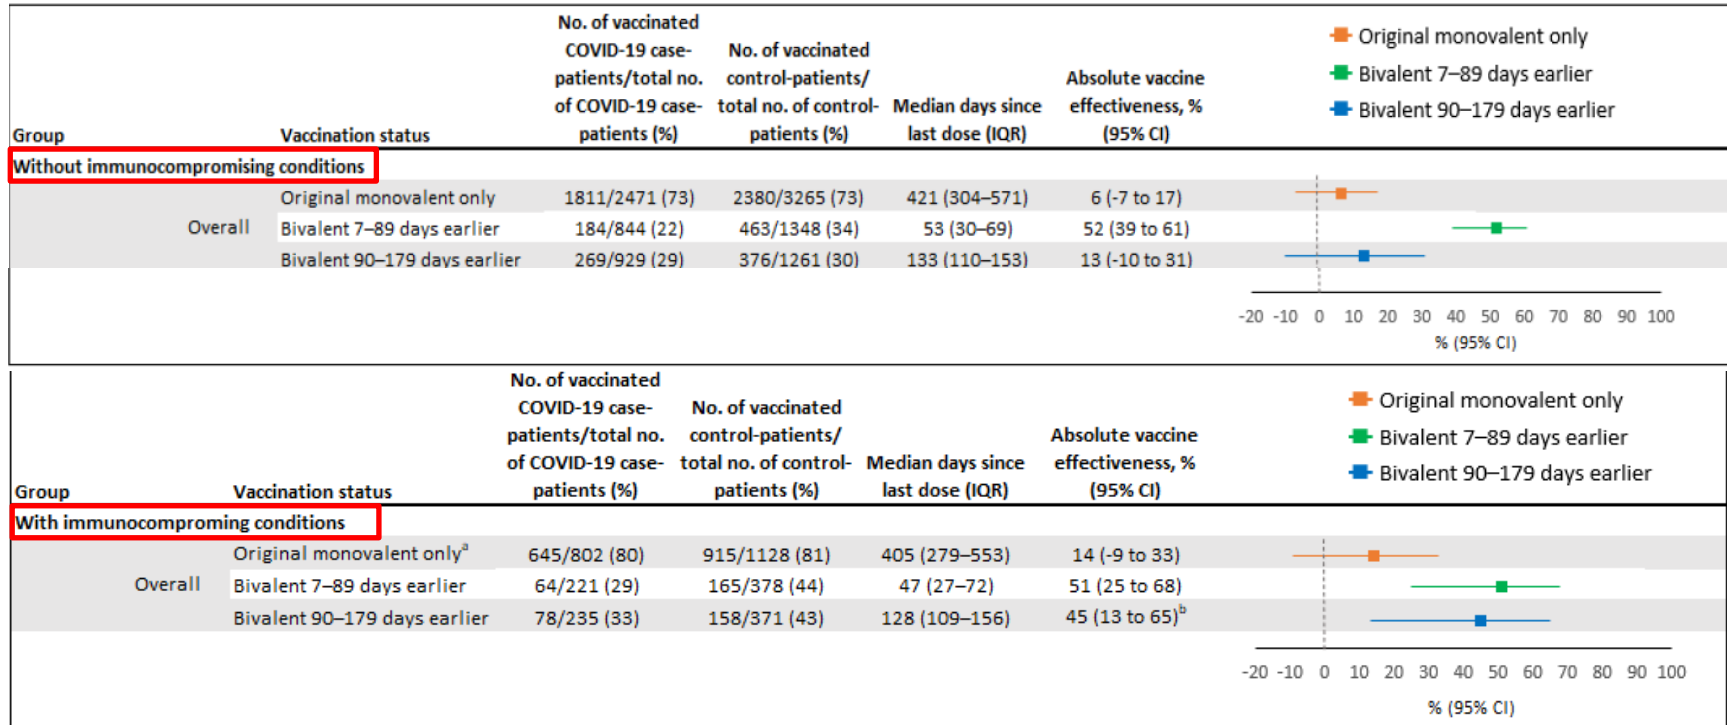 No. of vaccinated
COVID-19 case-
patients/total no.
of COVID-19 case-
patients (%)
No. of vaccinated
control-patients/
total no. of control-
patients (%)
Median days since
last dose (IQR)
Absolute vaccine
effectiveness, %
(95% CI)
Group
Vaccination status
Original monovalent only
Bivalent 7–89 days earlier
Bivalent 90–179 days earlier
Without immunocompromising conditions
Overall
Original monovalent only 1811/2471 (73) 2380/3265 (73) 421 (304–571) 6 (-7 to 17)
Bivalent 7–89 days earlier 184/844 (22) 463/1348 (34) 53 (30–69) 52 (39 to 61)
Bivalent 90–179 days earlier 269/929 (29) 376/1261 (30) 133 (110–153) 13 (-10 to 31)
-20 -10 0 10 20 30 40 50 60 70 80 90 100
% (95% CI)
No. of vaccinated
COVID-19 case-
patients/total no.
of COVID-19 case-
patients (%)
No. of vaccinated
control-patients/
total no. of control-
patients (%)
Median days since
last dose (IQR)
Absolute vaccine
effectiveness, %
(95% CI)
Group
Vaccination status
Original monovalent only
Bivalent 7–89 days earlier
Bivalent 90–179 days earlier
With immunocomproming conditions
Overall
Original monovalent onlyᵃ 645/802 (80) 915/1128 (81) 405 (279–553) 14 (-9 to 33)
Bivalent 7–89 days earlier 64/221 (29) 165/378 (44) 47 (27–72) 51 (25 to 68)
Bivalent 90–179 days earlier 78/235 (33) 158/371 (43) 128 (109–156) 45 (13 to 65)ᵇ
-20 -10 0 10 20 30 40 50 60 70 80 90 100
% (95% CI)